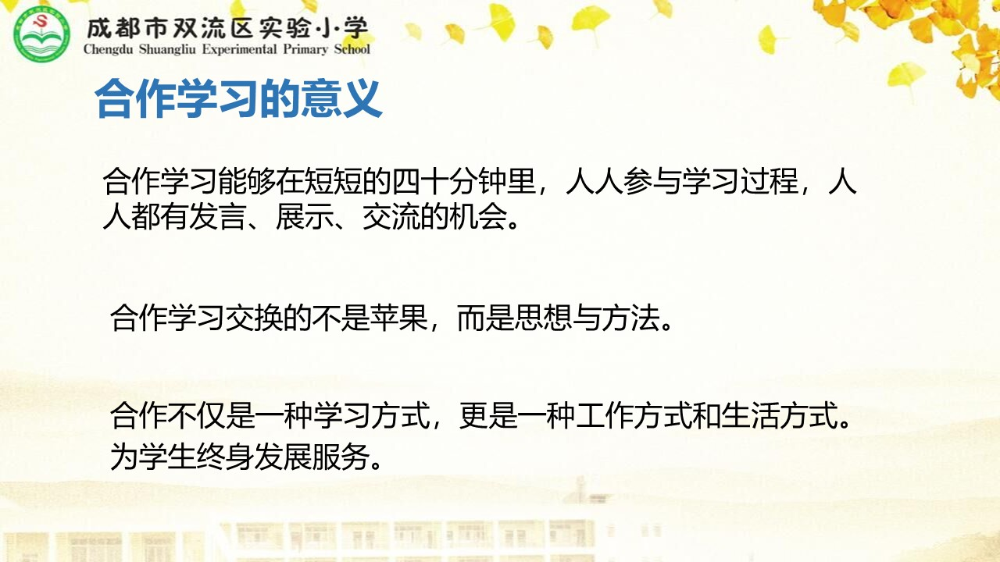 成都市双流区实验小学
Chengdu Shuangliu Experimental Primary School
合作学习的意义
合作学习能够在短短的四十分钟里，人人参与学习过程，人
人都有发言、展示、交流的机会。
合作学习交换的不是苹果，而是思想与方法。
合作不仅是一种学习方式，更是一种工作方式和生活方式。
为学生终身发展服务。